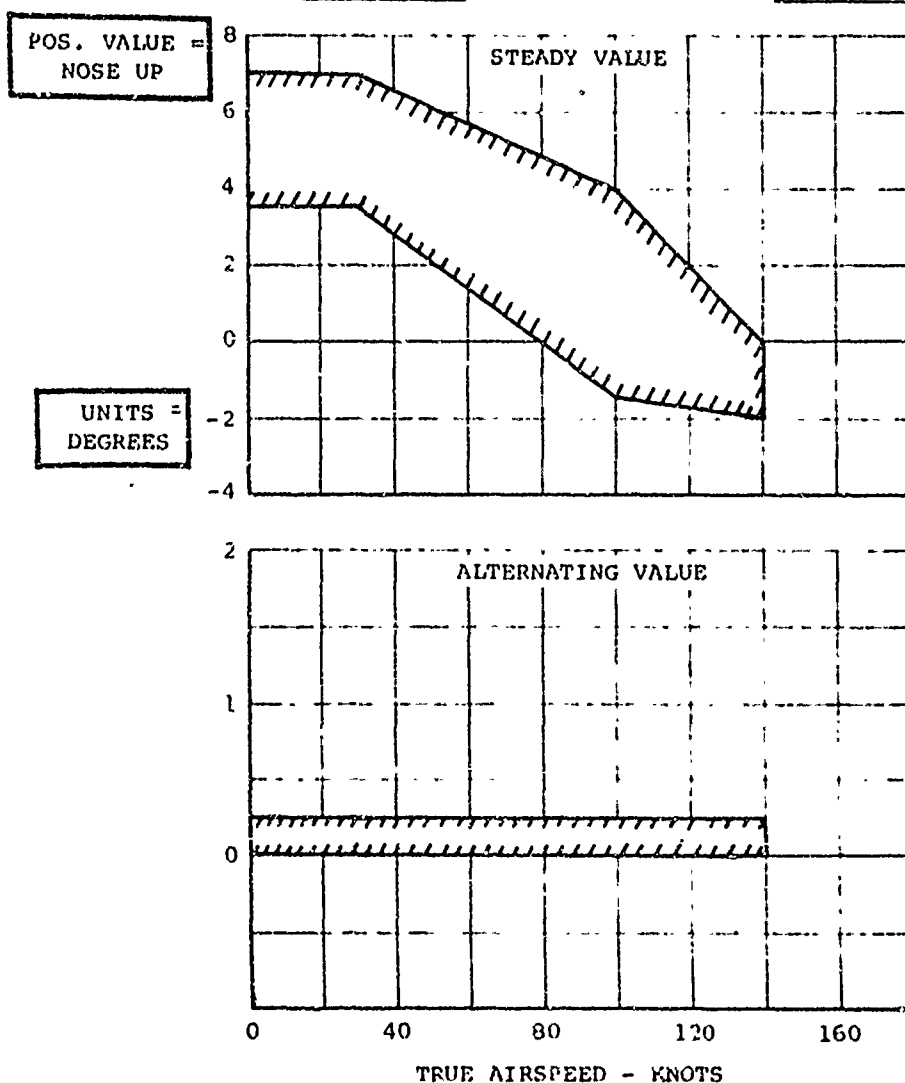 POS. VALUE =
NOSE UP
STEADY VALUE
8
6
4
2
0
-2
-4
UNITS =
DEGREES
ALTERNATING VALUE
2
1
0
0 40 80 120 160
TRUE AIRSPEED - KNOTS